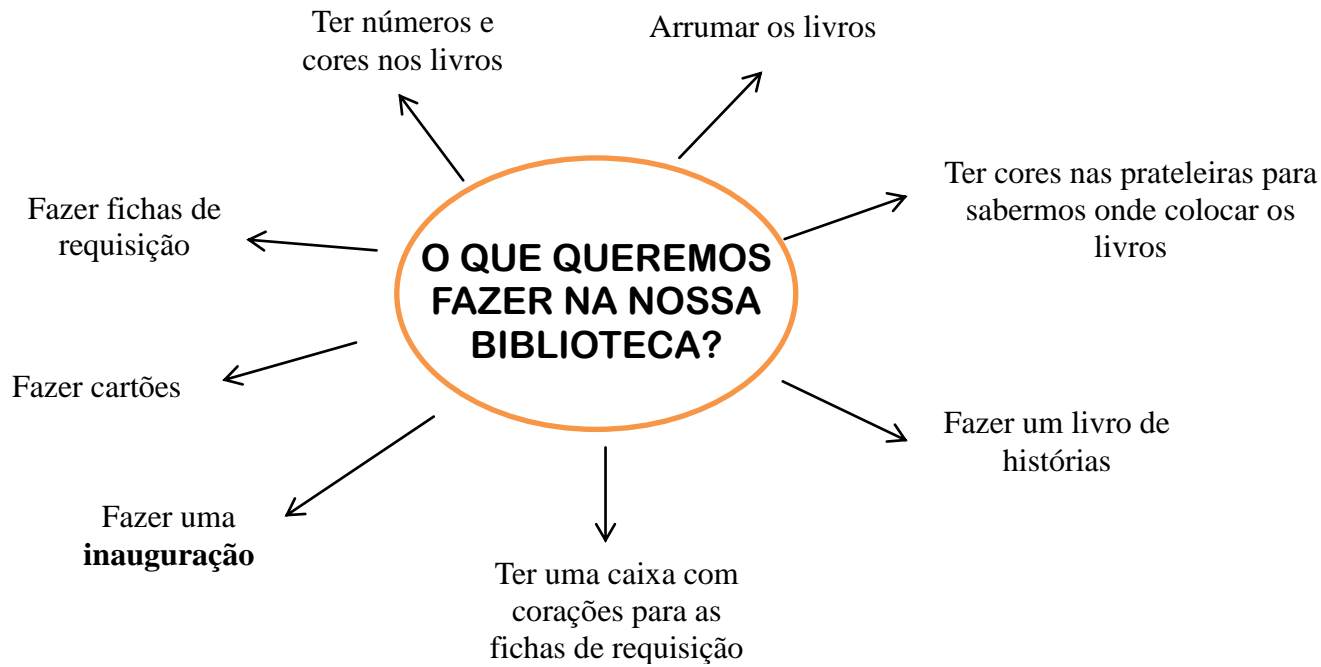 Ter números e
cores nos livros
Arrumar os livros
Ter cores nas prateleiras para
sabermos onde colocar os
livros
Fazer fichas de
requisição
O QUE QUEREMOS
FAZER NA NOSSA
BIBLIOTECA?
Fazer cartões
Fazer um livro de
histórias
Fazer uma
inauguração
Ter uma caixa com
corações para as
fichas de requisição